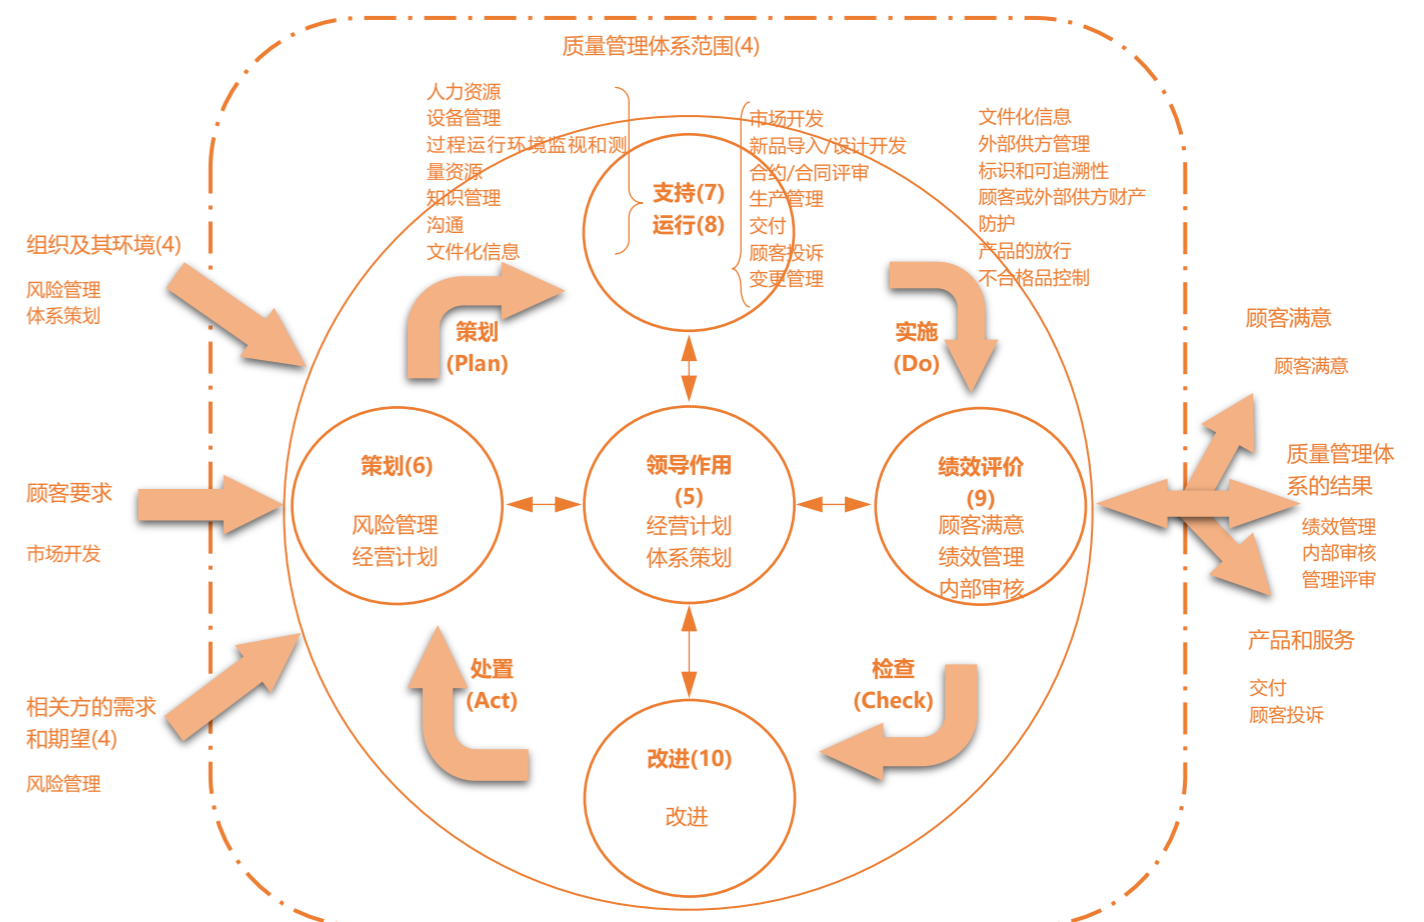 质量管理体系范围(4)
人力资源
设备管理
过程运行环境监视和测
量资源
知识管理
沟通
文件化信息
支持(7)
运行(8)
市场开发
新品导入/设计开发
合约/合同评审
生产管理
交付
顾客投诉
变更管理
文件化信息
外部供方管理
标识和可追溯性
顾客或外部供方财产
防护
产品的放行
不合格品控制
组织及其环境(4)
风险管理
体系策划
顾客要求
市场开发
相关方的需求
和期望(4)
风险管理
策划
(Plan)
实施
(Do)
策划(6)
风险管理
经营计划
领导作用
(5)
经营计划
体系策划
绩效评价
(9)
顾客满意
绩效管理
内部审核
处置
(Act)
检查
(Check)
改进(10)
改进
顾客满意
顾客满意
质量管理体
系的结果
绩效管理
内部审核
管理评审
产品和服务
交付
顾客投诉